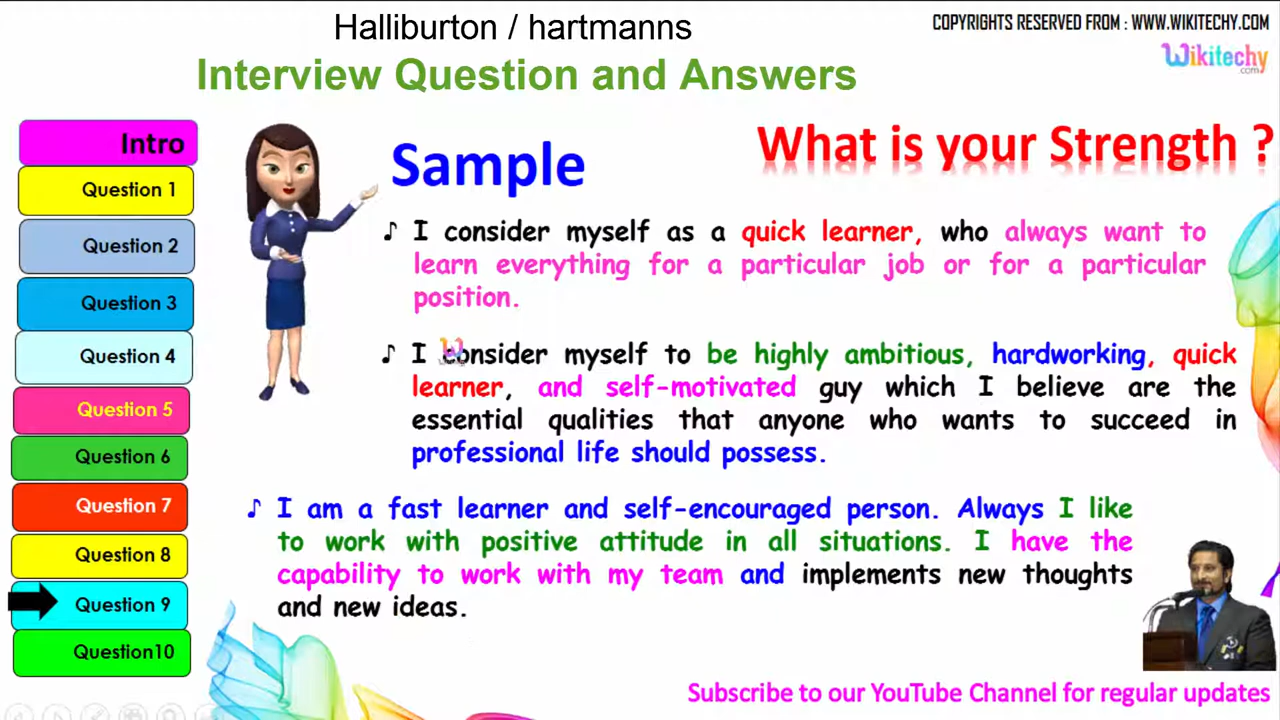 Halliburton / hartmanns
COPYRIGHTS RESERVED FROM : WWW.WIKITECHY.COM
Wikitechy
.com
Interview Question and Answers
Intro
Question 1
Question 2
Question 3
Question 4
Question 5
Question 6
Question 7
Question 8
Question 9
Question10
Sample
What is your Strength ?
♪ I consider myself as a quick learner, who always want to
learn everything for a particular job or for a particular
position.
♪ I consider myself to be highly ambitious, hardworking, quick
learner, and self-motivated guy which I believe are the
essential qualities that anyone who wants to succeed in
professional life should possess.
♪ I am a fast learner and self-encouraged person. Always I like
to work with positive attitude in all situations. I have the
capability to work with my team and implements new thoughts
and new ideas.
Subscribe to our YouTube Channel for regular updates